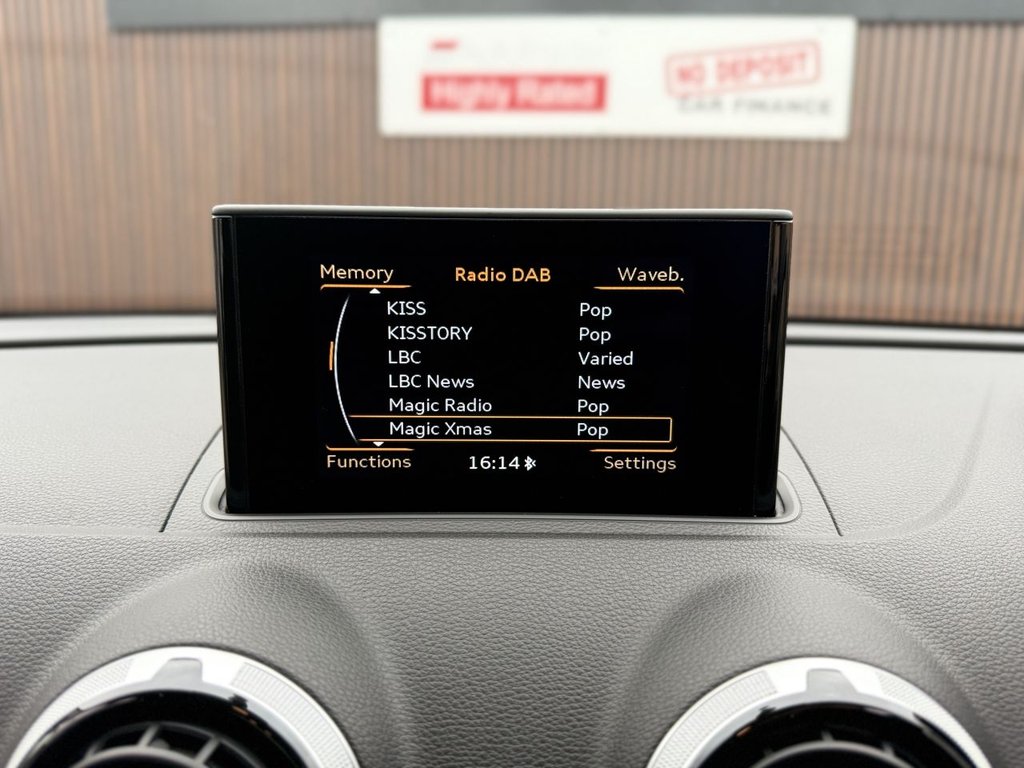 Highly Rated
NO DEPOSIT
CAR FINANCE
Memory Radio DAB Waveb.
KISS Pop
KISSTORY Pop
LBC Varied
LBC News News
Magic Radio Pop
Magic Xmas Pop
Functions 16:14 Settings